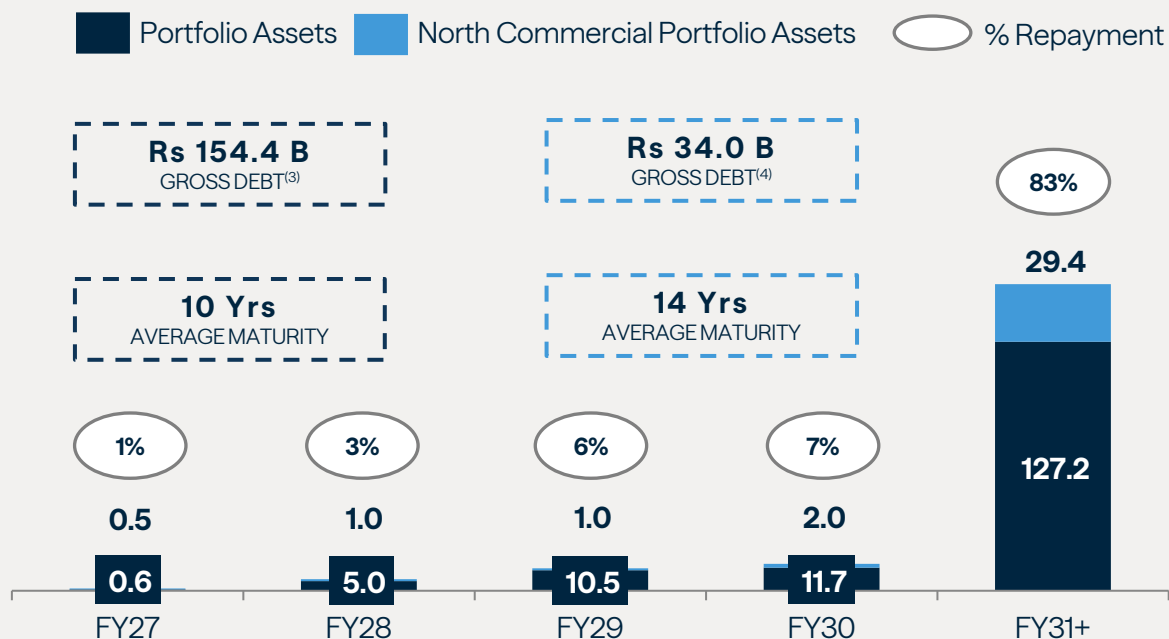 Portfolio Assets
North Commercial Portfolio Assets
% Repayment
Rs 154.4 B
GROSS DEBT(3)
Rs 34.0 B
GROSS DEBT(4)
83%
29.4
10 Yrs
AVERAGE MATURITY
14 Yrs
AVERAGE MATURITY
1%
3%
6%
7%
127.2
0.5
1.0
1.0
2.0
0.6
5.0
10.5
11.7
FY27
FY28
FY29
FY30
FY31+